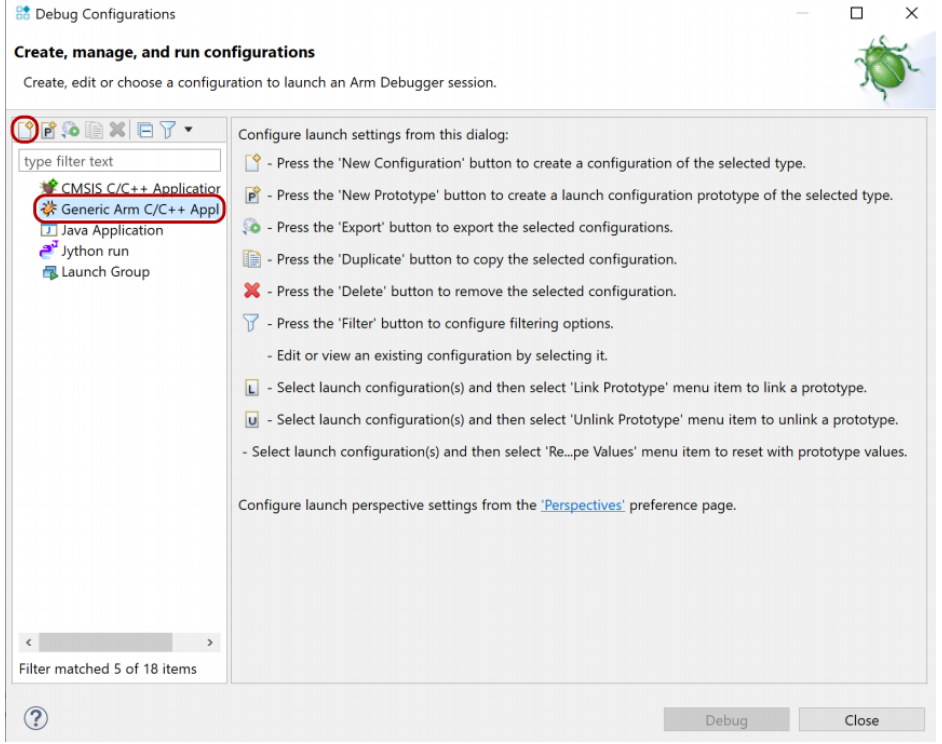 Debug Configurations
Create, manage, and run configurations
Create, edit or choose a configuration to launch an Arm Debugger session.
type filter text
CMSIS C/C++ Application
Generic Arm C/C++ Appl
Java Application
Jython run
Launch Group
Filter matched 5 of 18 items
Configure launch settings from this dialog:
- Press the 'New Configuration' button to create a configuration of the selected type.
P - Press the 'New Prototype' button to create a launch configuration prototype of the selected type.
- Press the 'Export' button to export the selected configurations.
- Press the 'Duplicate' button to copy the selected configuration.
- Press the 'Delete' button to remove the selected configuration.
- Press the 'Filter' button to configure filtering options.
- Edit or view an existing configuration by selecting it.
L - Select launch configuration(s) and then select 'Link Prototype' menu item to link a prototype.
U - Select launch configuration(s) and then select 'Unlink Prototype' menu item to unlink a prototype.
- Select launch configuration(s) and then select 'Re...pe Values' menu item to reset with prototype values.
Configure launch perspective settings from the 'Perspectives' preference page.
?
Debug
Close